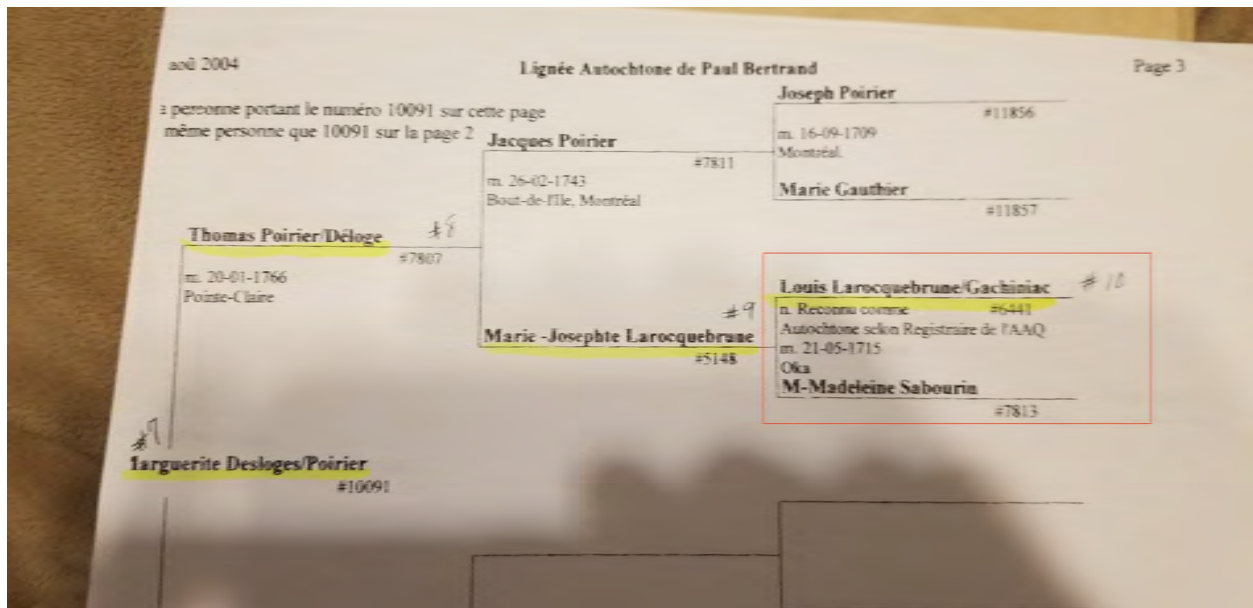 aoû 2004
Lignée Autochtone de Paul Bertrand
Page 3
personne portant le numéro 10091 sur cette page
même personne que 10091 sur la page 2
Joseph Poirier
#11856
m. 16-09-1709
Montréal.
Marie Gauthier
#11857
Jacques Poirier
#7811
m. 26-02-1743
Bout-de-l'Ile, Montréal
Thomas Poirier/Déloge
#8
#7807
m. 20-01-1766
Pointe-Claire
Louis Larocquebrune/Gachiniac
#10
n. Reconnu comme #6441
Autochtone selon Registraire de l'AAQ
m. 21-05-1715
Oka
M-Madeleine Sabourin
#7813
#9
Marie -Josephte Larocquebrune
#5148
#7
arguerite Desloges/Poirier
#10091